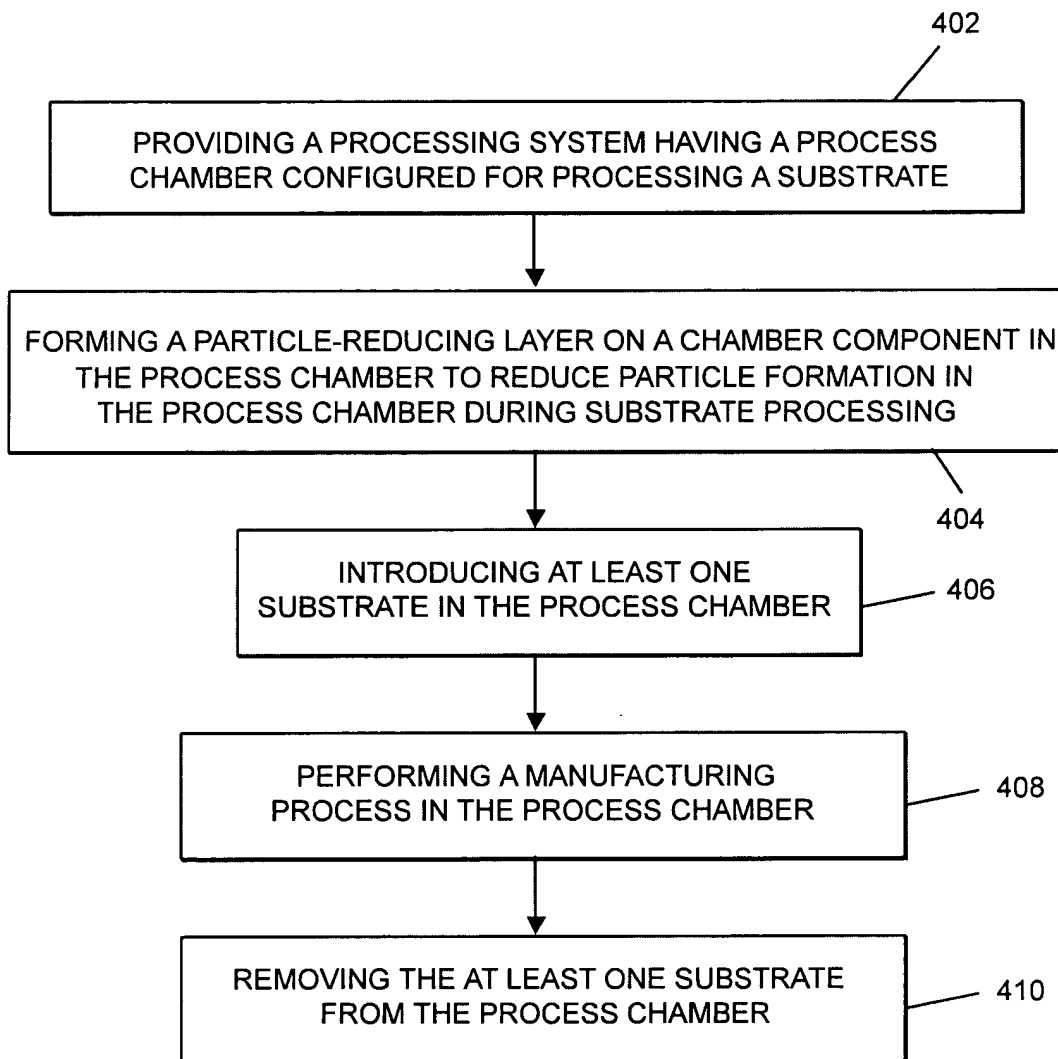 402
PROVIDING A PROCESSING SYSTEM HAVING A PROCESS
CHAMBER CONFIGURED FOR PROCESSING A SUBSTRATE
FORMING A PARTICLE-REDUCING LAYER ON A CHAMBER COMPONENT IN
THE PROCESS CHAMBER TO REDUCE PARTICLE FORMATION IN
THE PROCESS CHAMBER DURING SUBSTRATE PROCESSING
404
INTRODUCING AT LEAST ONE
SUBSTRATE IN THE PROCESS CHAMBER
406
PERFORMING A MANUFACTURING
PROCESS IN THE PROCESS CHAMBER
408
REMOVING THE AT LEAST ONE SUBSTRATE
FROM THE PROCESS CHAMBER
410